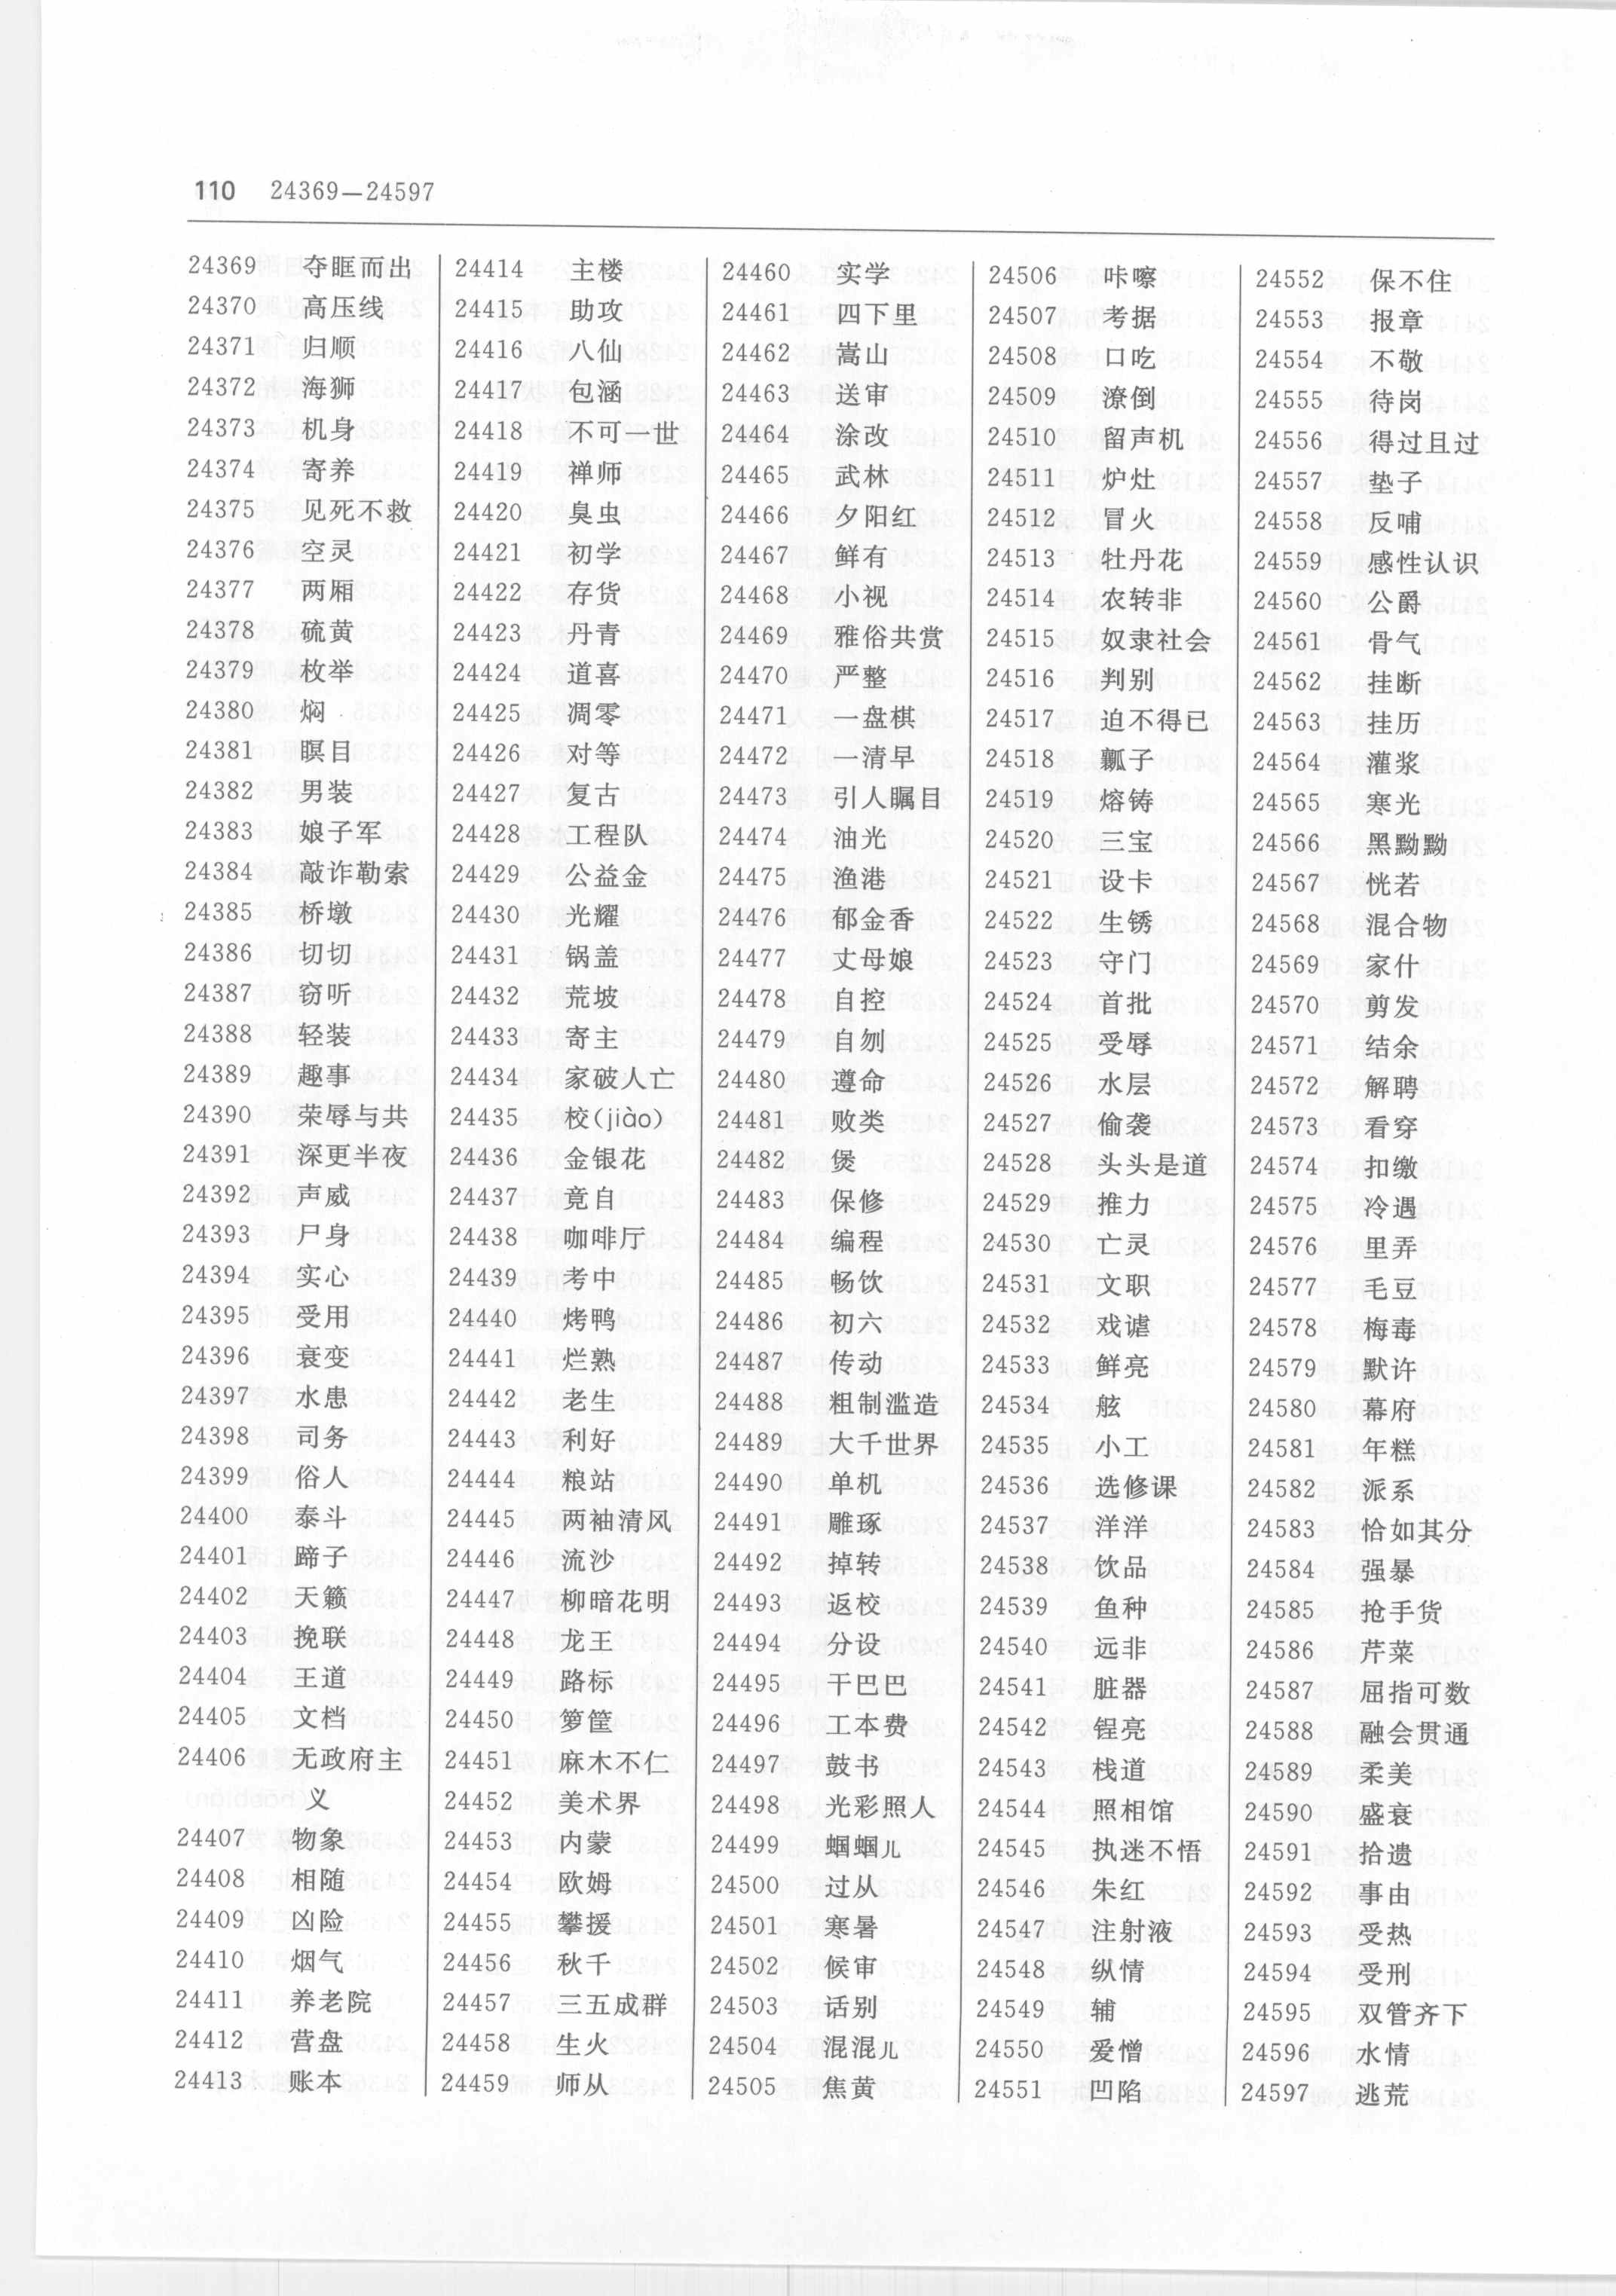 110 24369—24597
24369 夺眶而出
24370 高压线
24371 归顺
24372 海狮
24373 机身
24374 寄养
24375 见死不救
24376 空灵
24377 两厢
24378 硫黄
24379 枚举
24380 焖
24381 瞑目
24382 男装
24383 娘子军
24384 敲诈勒索
24385 桥墩
24386 切切
24387 窃听
24388 轻装
24389 趣事
24390 荣辱与共
24391 深更半夜
24392 声威
24393 尸身
24394 实心
24395 受用
24396 衰变
24397 水患
24398 司务
24399 俗人
24400 泰斗
24401 蹄子
24402 天籁
24403 挽联
24404 王道
24405 文档
24406 无政府主
义
24407 物象
24408 相随
24409 凶险
24410 烟气
24411 养老院
24412 营盘
24413 账本
24414 主楼
24415 助攻
24416 八仙
24417 包涵
24418 不可一世
24419 禅师
24420 臭虫
24421 初学
24422 存货
24423 丹青
24424 道喜
24425 凋零
24426 对等
24427 复古
24428 工程队
24429 公益金
24430 光耀
24431 锅盖
24432 荒坡
24433 寄主
24434 家破人亡
24435 校(jiào)
24436 金银花
24437 竟自
24438 咖啡厅
24439 考中
24440 烤鸭
24441 烂熟
24442 老生
24443 利好
24444 粮站
24445 两袖清风
24446 流沙
24447 柳暗花明
24448 龙王
24449 路标
24450 箩筐
24451 麻木不仁
24452 美术界
24453 内蒙
24454 欧姆
24455 攀援
24456 秋千
24457 三五成群
24458 生火
24459 师从
24460 实学
24461 四下里
24462 嵩山
24463 送审
24464 涂改
24465 武林
24466 夕阳红
24467 鲜有
24468 小视
24469 雅俗共赏
24470 严整
24471 一盘棋
24472 一清早
24473 引人瞩目
24474 油光
24475 渔港
24476 郁金香
24477 丈母娘
24478 自控
24479 自刎
24480 遵命
24481 败类
24482 煲
24483 保修
24484 编程
24485 畅饮
24486 初六
24487 传动
24488 粗制滥造
24489 大千世界
24490 单机
24491 雕琢
24492 掉转
24493 返校
24494 分设
24495 干巴巴
24496 工本费
24497 鼓书
24498 光彩照人
24499 蝈蝈儿
24500 过从
24501 寒暑
24502 候审
24503 话别
24504 混混儿
24505 焦黄
24506 咔嚓
24507 考据
24508 口吃
24509 潦倒
24510 留声机
24511 炉灶
24512 冒火
24513 牡丹花
24514 农转非
24515 奴隶社会
24516 判别
24517 迫不得已
24518 瓤子
24519 熔铸
24520 三宝
24521 设卡
24522 生锈
24523 守门
24524 首批
24525 受辱
24526 水层
24527 偷袭
24528 头头是道
24529 推力
24530 亡灵
24531 文职
24532 戏谑
24533 鲜亮
24534 舷
24535 小工
24536 选修课
24537 洋洋
24538 饮品
24539 鱼种
24540 远非
24541 脏器
24542 锃亮
24543 栈道
24544 照相馆
24545 执迷不悟
24546 朱红
24547 注射液
24548 纵情
24549 辅
24550 爱憎
24551 凹陷
24552 保不住
24553 报章
24554 不敬
24555 待岗
24556 得过且过
24557 垫子
24558 反哺
24559 感性认识
24560 公爵
24561 骨气
24562 挂断
24563 挂历
24564 灌浆
24565 寒光
24566 黑黝黝
24567 恍若
24568 混合物
24569 家什
24570 剪发
24571 结余
24572 解聘
24573 看穿
24574 扣缴
24575 冷遇
24576 里弄
24577 毛豆
24578 梅毒
24579 默许
24580 幕府
24581 年糕
24582 派系
24583 恰如其分
24584 强暴
24585 抢手货
24586 芹菜
24587 屈指可数
24588 融会贯通
24589 柔美
24590 盛衰
24591 拾遗
24592 事由
24593 受热
24594 受刑
24595 双管齐下
24596 水情
24597 逃荒